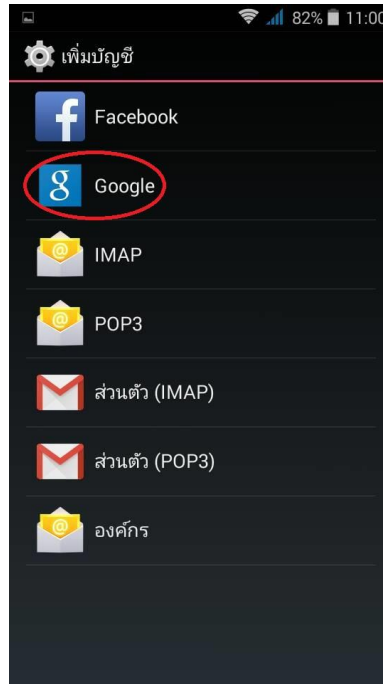 82% 11:00
เพิ่มบัญชี
Facebook
Google
IMAP
POP3
ส่วนตัว (IMAP)
ส่วนตัว (POP3)
องค์กร